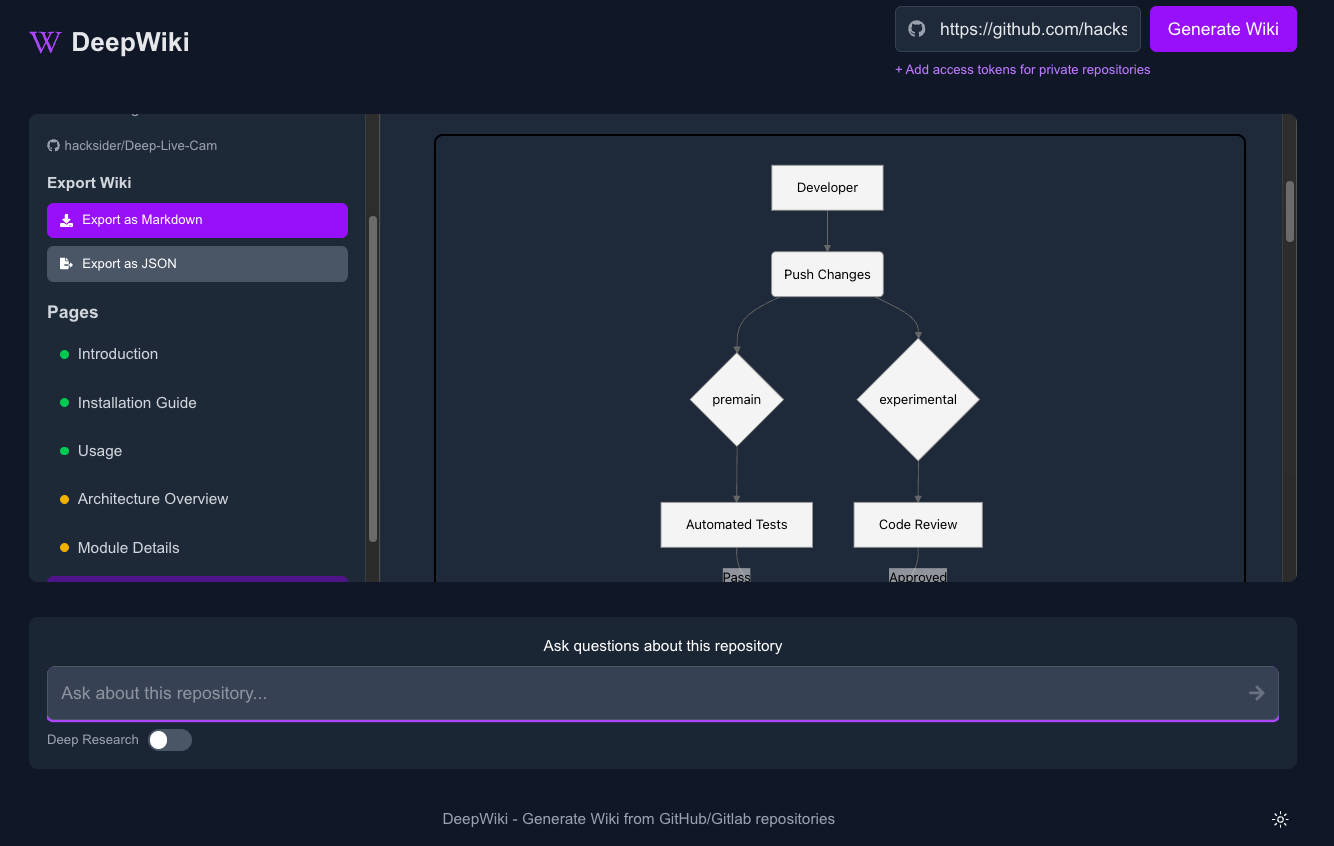 W DeepWiki
https://github.com/hacks
Generate Wiki
+ Add access tokens for private repositories
hacksider/Deep-Live-Cam
Export Wiki
Export as Markdown
Export as JSON
Pages
Introduction
Installation Guide
Usage
Architecture Overview
Module Details
Developer
Push Changes
premain
experimental
Automated Tests
Code Review
Pass
Approved
Ask questions about this repository
Ask about this repository...
Deep Research
DeepWiki - Generate Wiki from GitHub/Gitlab repositories